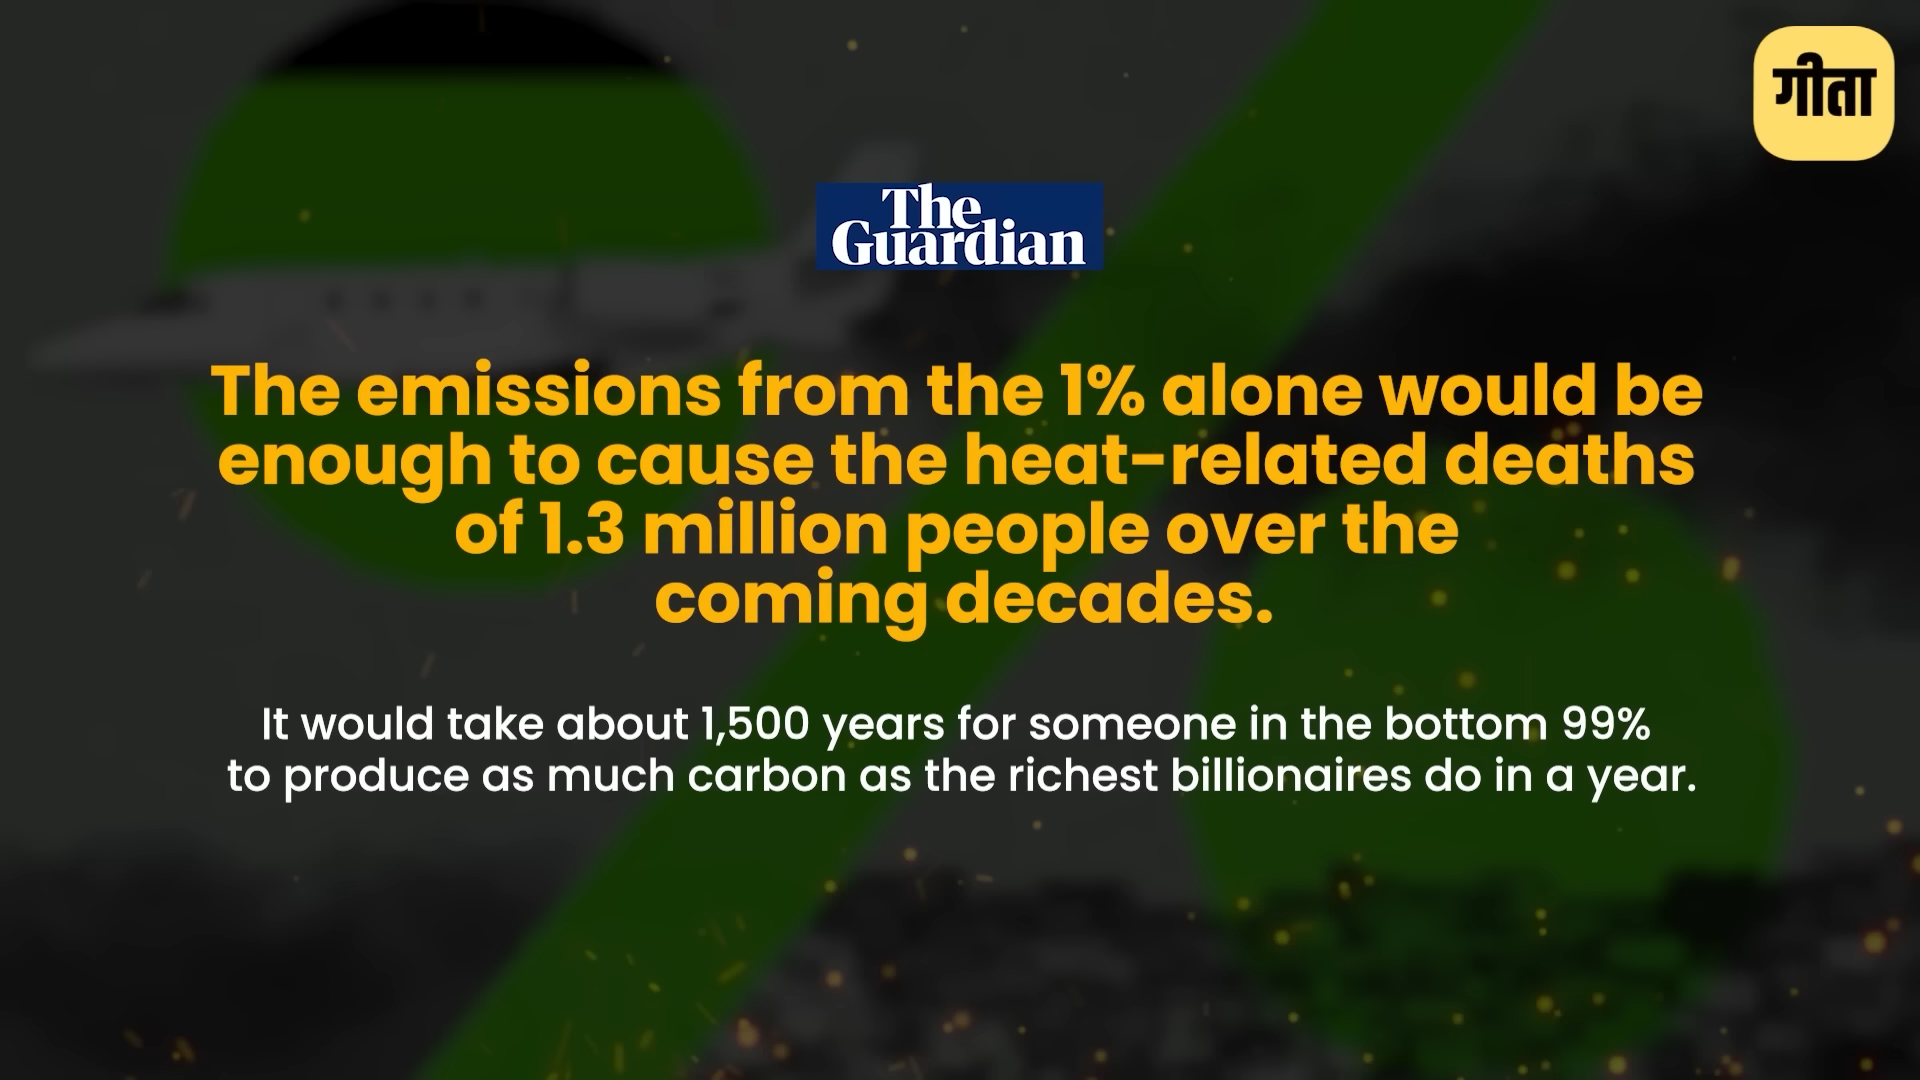 गीता
The
Guardian
The emissions from the 1% alone would be
enough to cause the heat-related deaths
of 1.3 million people over the
coming decades.
It would take about 1,500 years for someone in the bottom 99%
to produce as much carbon as the richest billionaires do in a year.